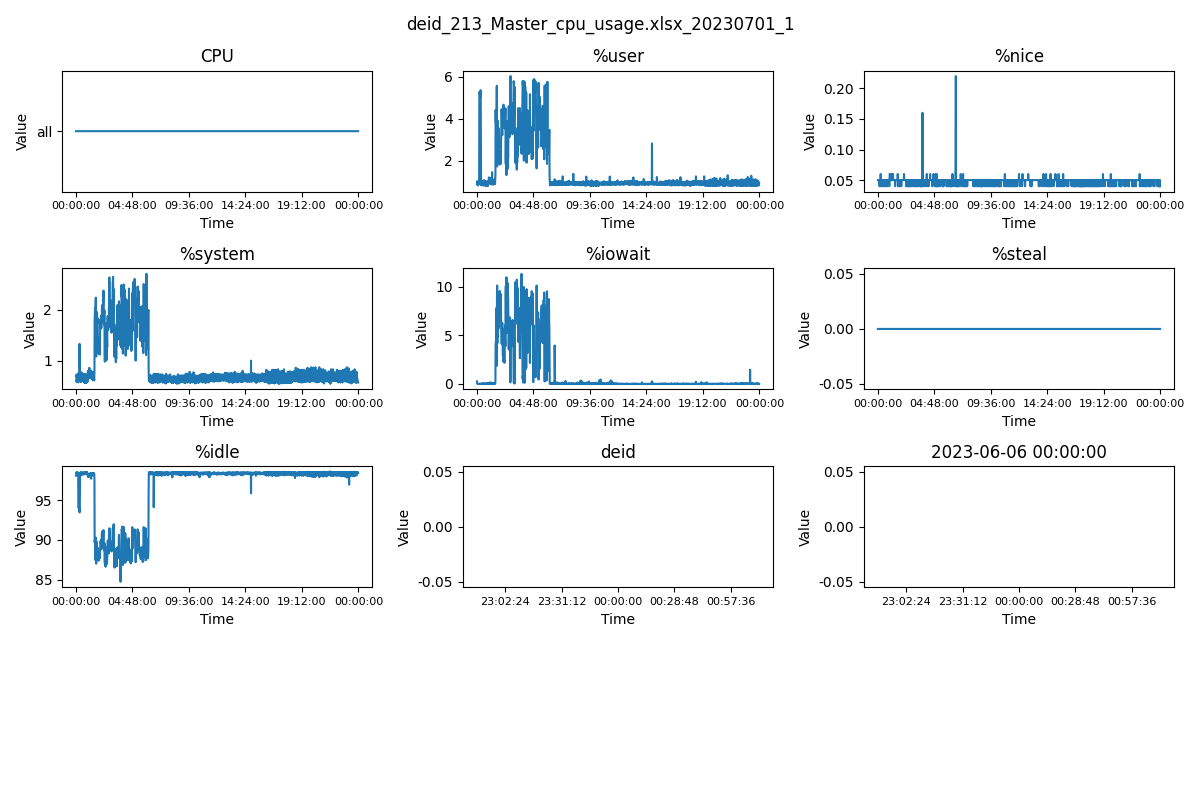 deid_213_Master_cpu_usage.xlsx_20230701_1
CPU
%user
%nice
Value
all
00:00:00 04:48:00 09:36:00 14:24:00 19:12:00 00:00:00
Time
Value
6
4
2
00:00:00 04:48:00 09:36:00 14:24:00 19:12:00 00:00:00
Time
Value
0.20
0.15
0.10
0.05
00:00:00 04:48:00 09:36:00 14:24:00 19:12:00 00:00:00
Time
%system
%iowait
%steal
Value
2
1
00:00:00 04:48:00 09:36:00 14:24:00 19:12:00 00:00:00
Time
Value
10
5
0
00:00:00 04:48:00 09:36:00 14:24:00 19:12:00 00:00:00
Time
Value
0.05
0.00
-0.05
00:00:00 04:48:00 09:36:00 14:24:00 19:12:00 00:00:00
Time
%idle
deid
2023-06-06 00:00:00
Value
95
90
85
00:00:00 04:48:00 09:36:00 14:24:00 19:12:00 00:00:00
Time
Value
0.05
0.00
-0.05
23:02:24 23:31:12 00:00:00 00:28:48 00:57:36
Time
Value
0.05
0.00
-0.05
23:02:24 23:31:12 00:00:00 00:28:48 00:57:36
Time